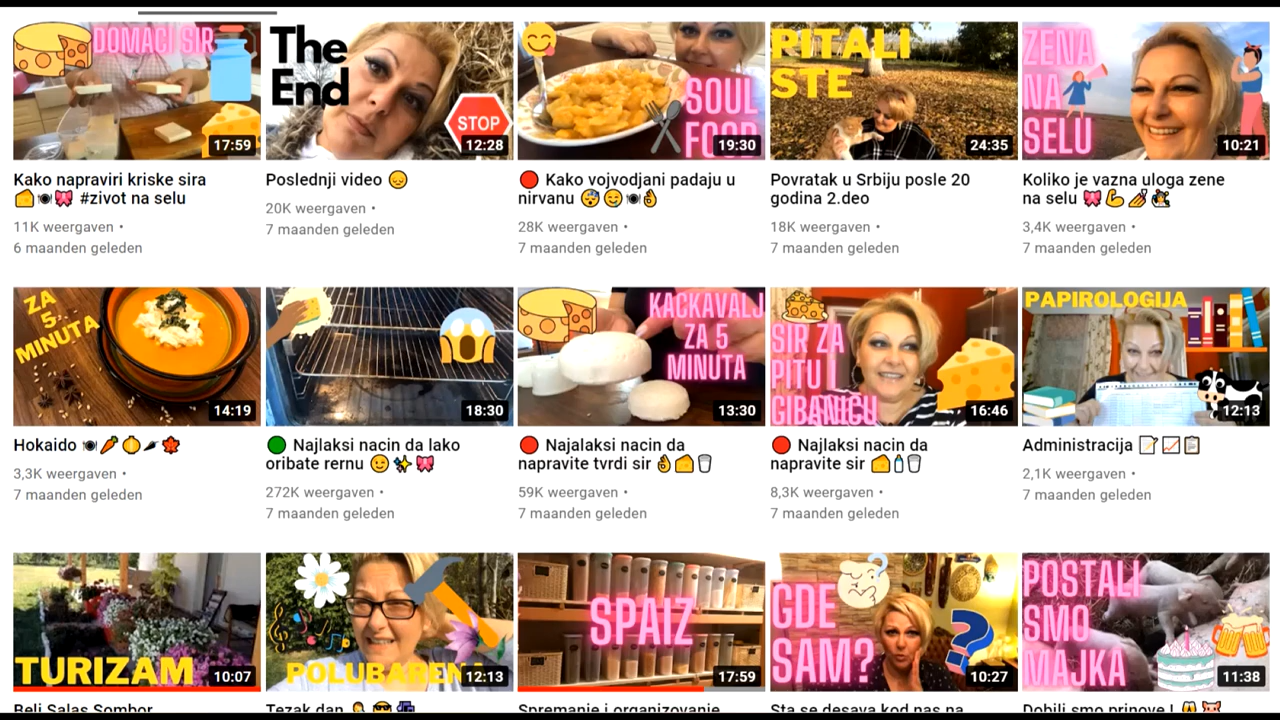 DOMAĆI SIR
17:59
The
End
STOP
12:28
SOUL
FOOD
19:30
PITALI
STE
24:35
ZENA
NA
SELU
10:21
Kako napraviri kriske sira
🧀🍽🎀 #zivot na selu
11K weergaven •
6 maanden geleden
Poslednji video 😞
20K weergaven •
7 maanden geleden
🔴 Kako vojvodjani padaju u
nirvanu 😴😊🍽👌
28K weergaven •
7 maanden geleden
Povratak u Srbiju posle 20
godina 2.deo
18K weergaven •
7 maanden geleden
Koliko je vazna uloga zene
na selu 🎀💪💅👩‍🌾
3,4K weergaven •
7 maanden geleden
ZA
5
MINUTA
14:19
18:30
KACKAVALJ
ZA 5
MINUTA
13:30
SIR ZA
PITU I
GIBANICU
16:46
PAPIROLOGIJA
12:13
Hokaido 🍽🥕🧅🌶🍁
3,3K weergaven •
7 maanden geleden
🟢 Najlaksi nacin da lako
oribate rernu 😉✨🎀
272K weergaven •
7 maanden geleden
🔴 Najalaksi nacin da
napravite tvrdi sir 👌🧀🥛
59K weergaven •
7 maanden geleden
🔴 Najlaksi nacin da
napravite sir 🧀🍼🥛
8,3K weergaven •
7 maanden geleden
Administracija 📝📈📋
2,1K weergaven •
7 maanden geleden
TURIZAM
10:07
POLUBARENA
12:13
SPAIZ
17:59
GDE
SAM?
10:27
POSTALI
SMO
MAJKA
11:38
Beli Salas Sombor
Tezak dan
Spremanje i organizovanje
Sta se desava kod nas na
Dobili smo prinove !